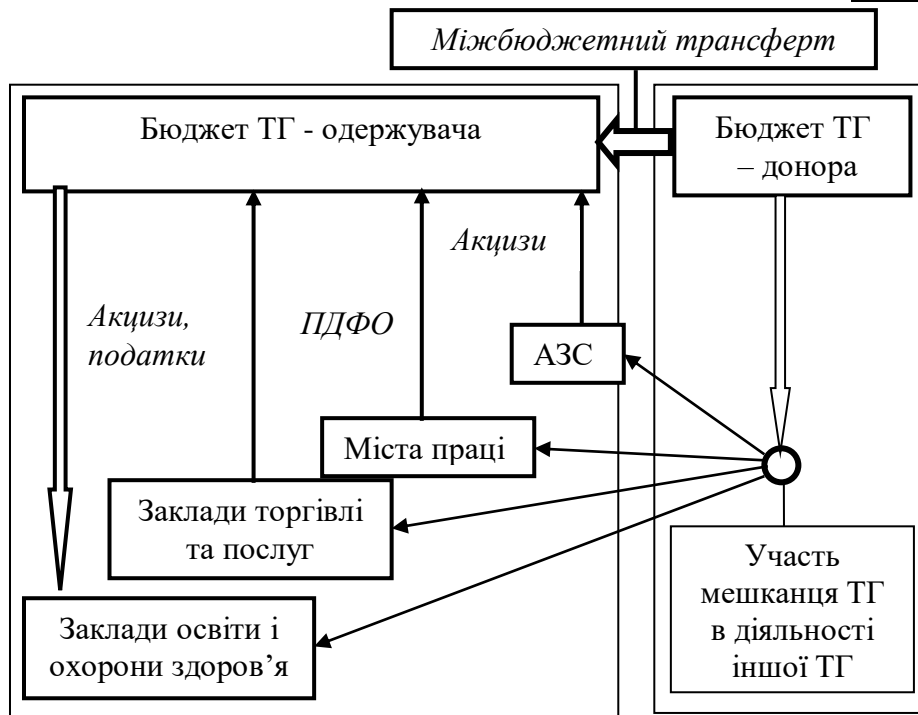 Міжбюджетний трансферт
Бюджет ТГ - одержувача
Бюджет ТГ
– донора
Акцизи
Акцизи,
податки
ПДФО
АЗС
Міста праці
Заклади торгівлі
та послуг
Участь
мешканця ТГ
в діяльності
іншої ТГ
Заклади освіти і
охорони здоров’я